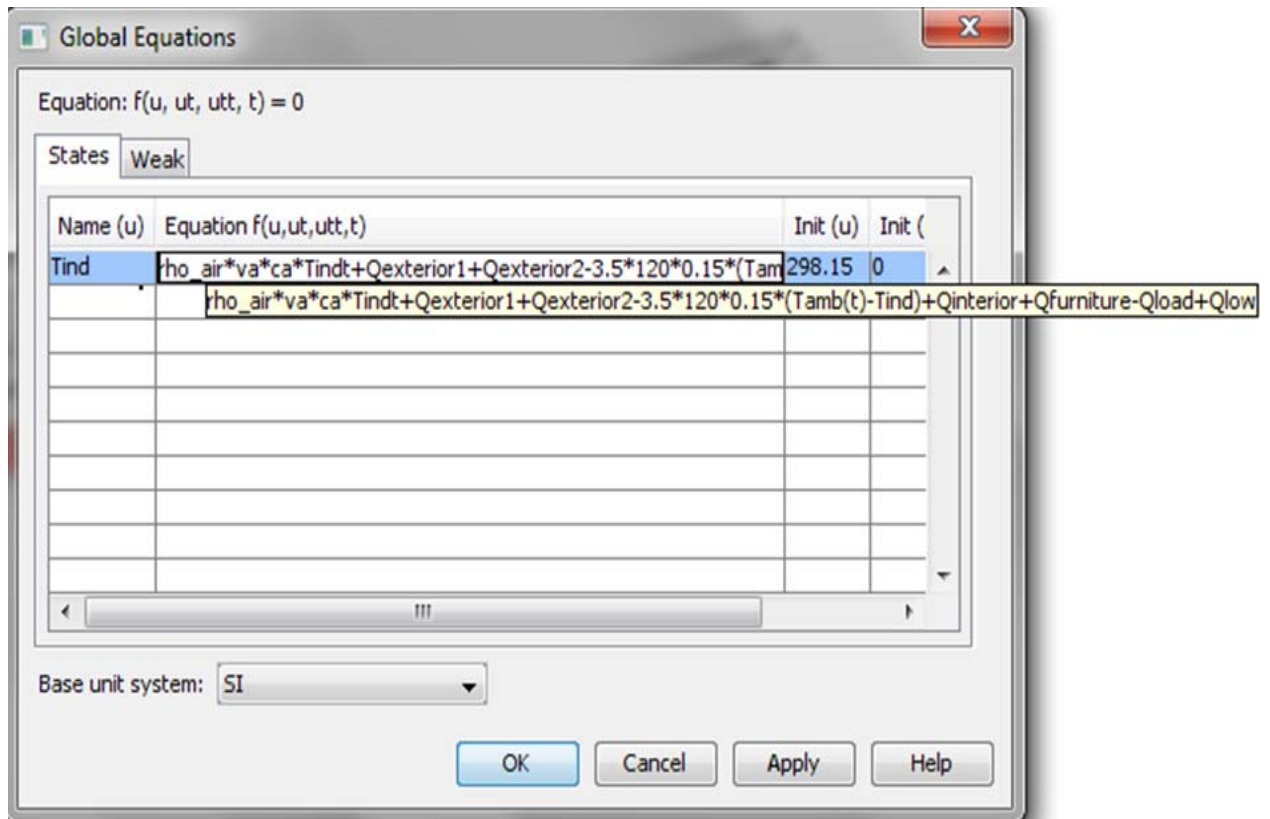 Global Equations
Equation: f(u, ut, utt, t) = 0
States Weak
Name (u) Equation f(u,ut,utt,t) Init (u) Init (
Tind rho_air*va*ca*Tindt+Qexterior1+Qexterior2-3.5*120*0.15*(Tam 298.15 0
rho_air*va*ca*Tindt+Qexterior1+Qexterior2-3.5*120*0.15*(Tamb(t)-Tind)+Qinterior+Qfurniture-Qload+Qlow
Base unit system: SI
OK Cancel Apply Help